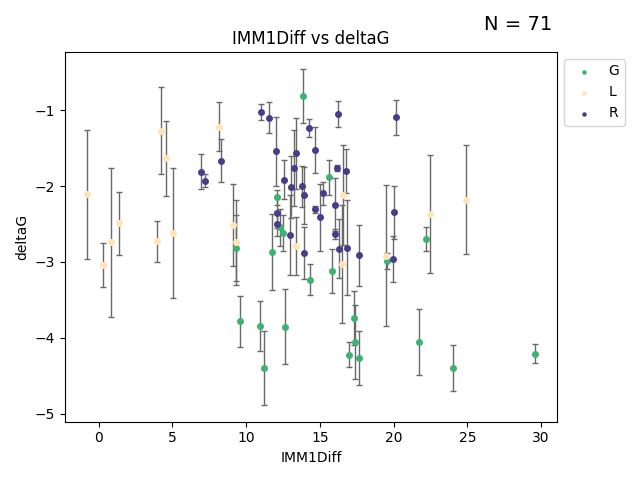 N = 71
IMM1Diff vs deltaG
G
L
R
−1
−2
−3
−4
−5
deltaG
0 5 10 15 20 25 30
IMM1Diff